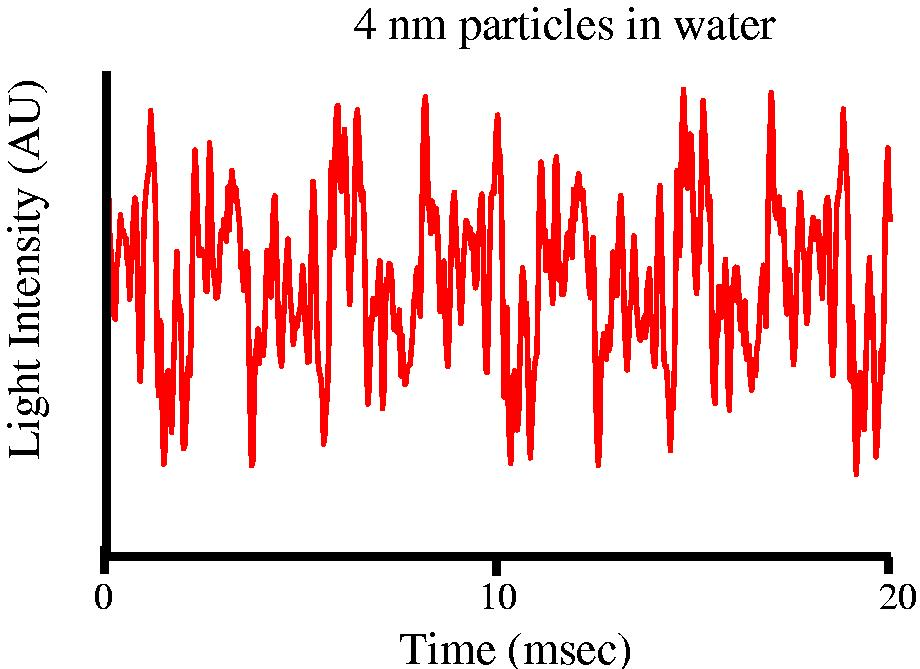 4 nm particles in water
Light Intensity (AU)
0 10 20
Time (msec)